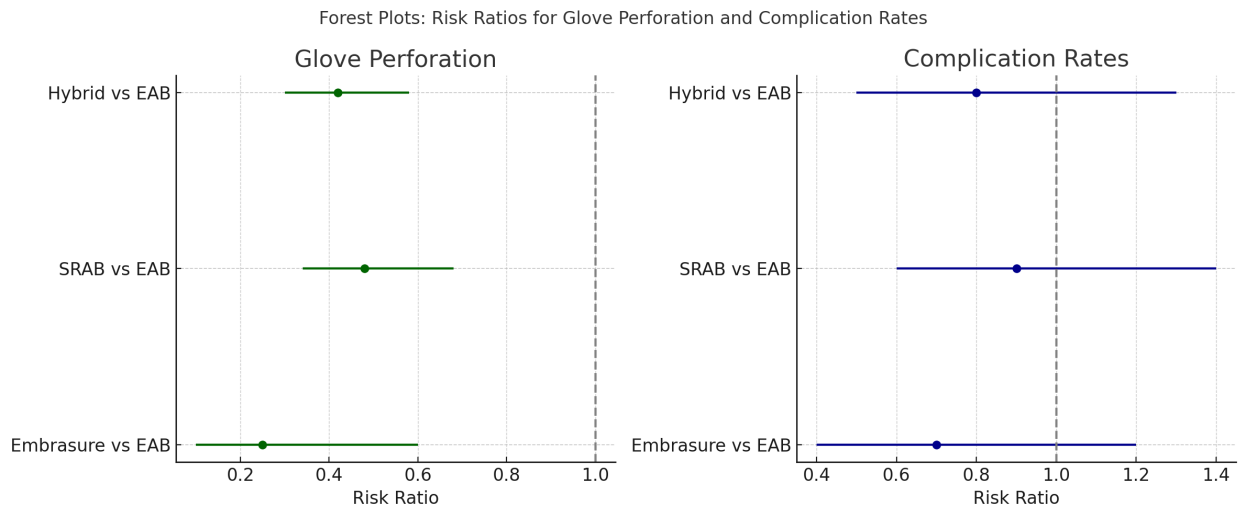 Forest Plots: Risk Ratios for Glove Perforation and Complication Rates
Glove Perforation
Hybrid vs EAB
SRAB vs EAB
Embrasure vs EAB
0.2 0.4 0.6 0.8 1.0
Risk Ratio
Complication Rates
Hybrid vs EAB
SRAB vs EAB
Embrasure vs EAB
0.4 0.6 0.8 1.0 1.2 1.4
Risk Ratio